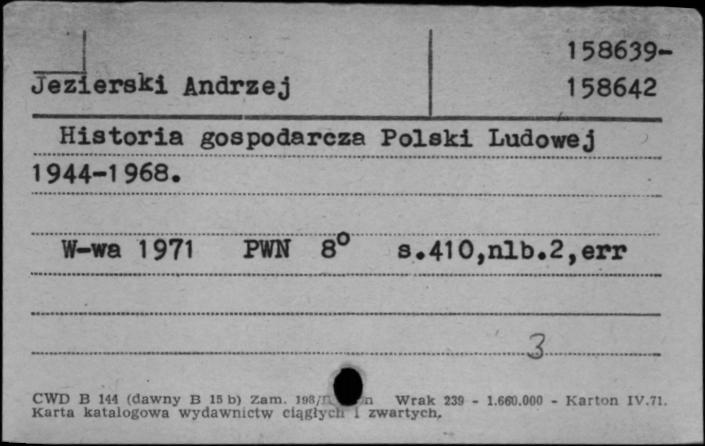 158639-
Jezierski Andrzej 158642
Historia gospodarcza Polski Ludowej
1944-1968.
W-wa 1971 PWN 8° s.410,nlb.2,err
3
CWD B 144 (dawny B 15 b) Zam. 198/ Wrak 239 - 1.660.000 - Karton IV.71.
Karta katalogowa wydawnictw ciągłych i zwartych.